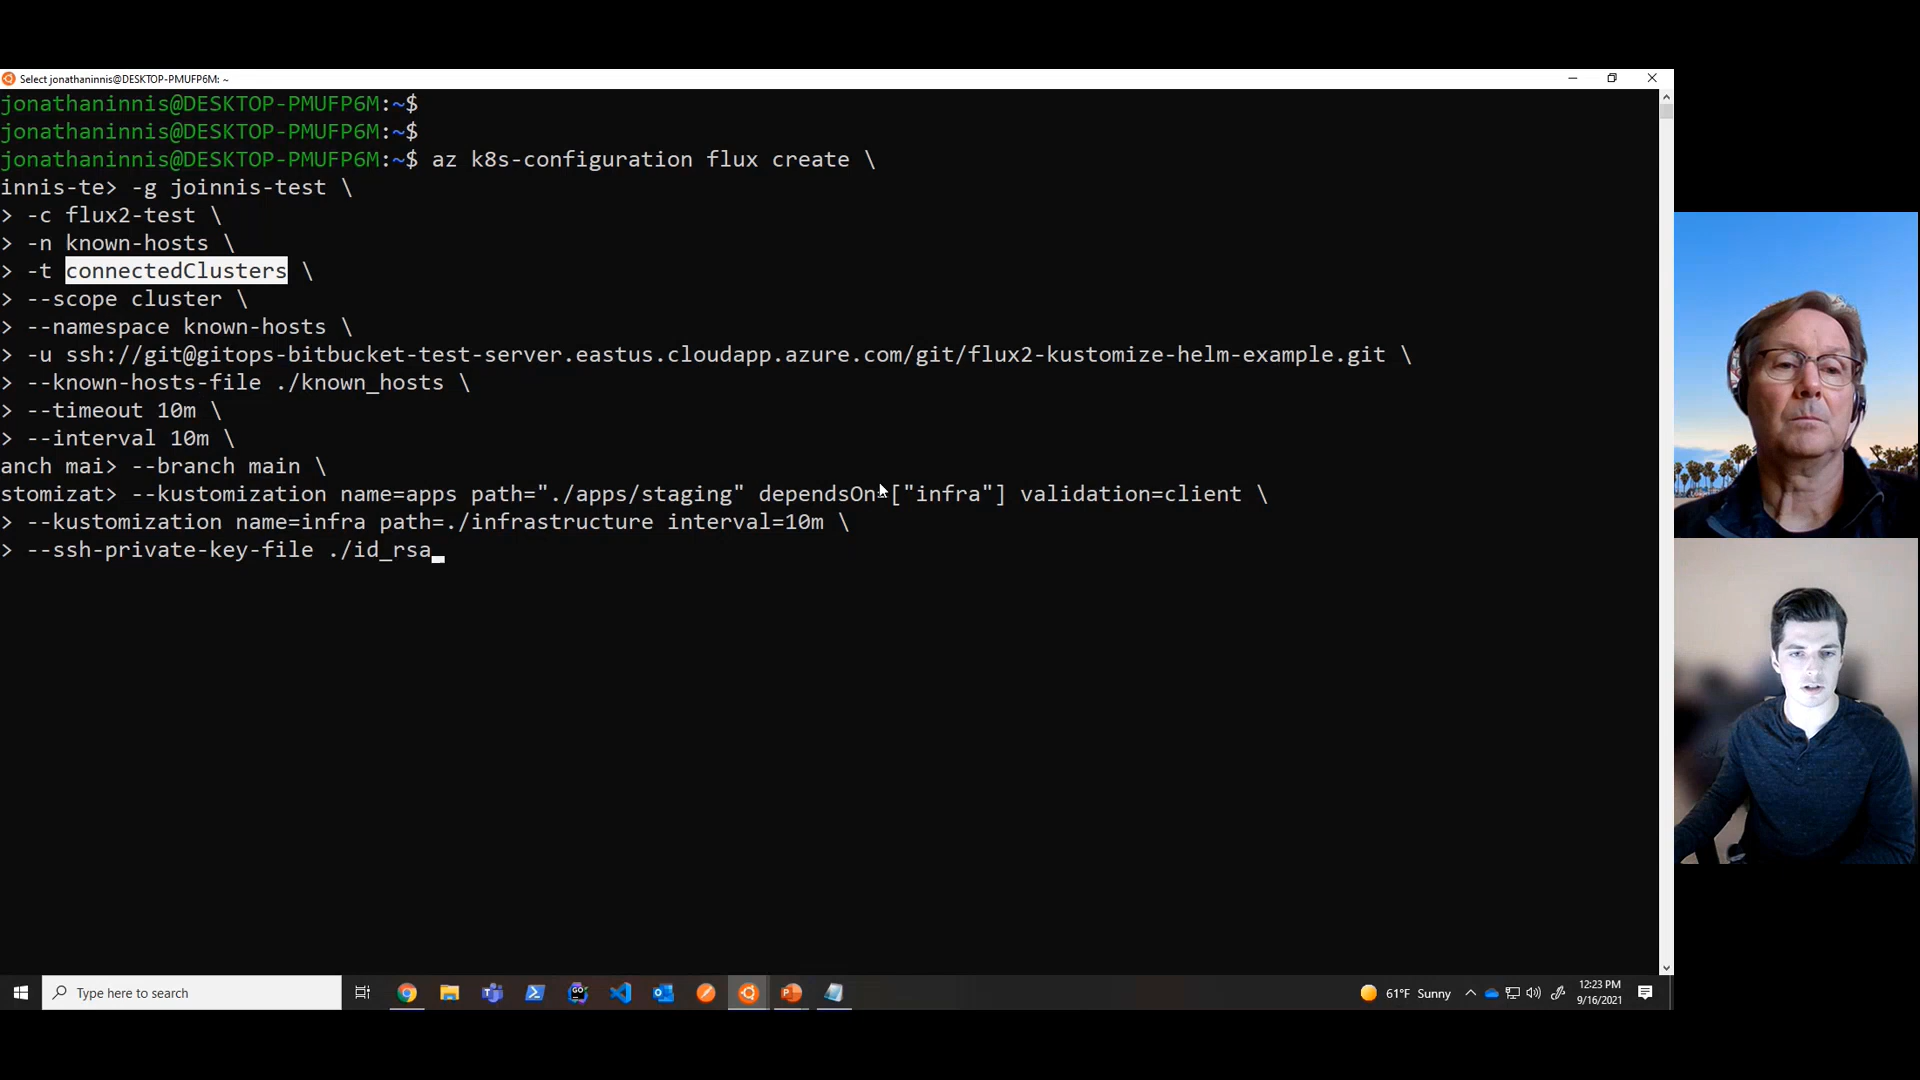 Select jonathaninnis@DESKTOP-PMUFP6M: ~
jonathaninnis@DESKTOP-PMUFP6M:~$
jonathaninnis@DESKTOP-PMUFP6M:~$
jonathaninnis@DESKTOP-PMUFP6M:~$ az k8s-configuration flux create \
innis-te> -g joinnis-test \
> -c flux2-test \
> -n known-hosts \
> -t connectedClusters \
> --scope cluster \
> --namespace known-hosts \
> -u ssh://git@gitops-bitbucket-test-server.eastus.cloudapp.azure.com/git/flux2-kustomize-helm-example.git \
> --known-hosts-file ./known_hosts \
> --timeout 10m \
> --interval 10m \
anch mai> --branch main \
stomizat> --kustomization name=apps path="./apps/staging" dependsOn=["infra"] validation=client \
> --kustomization name=infra path=./infrastructure interval=10m \
> --ssh-private-key-file ./id_rsa
Type here to search
GO
61°F Sunny
12:23 PM
9/16/2021